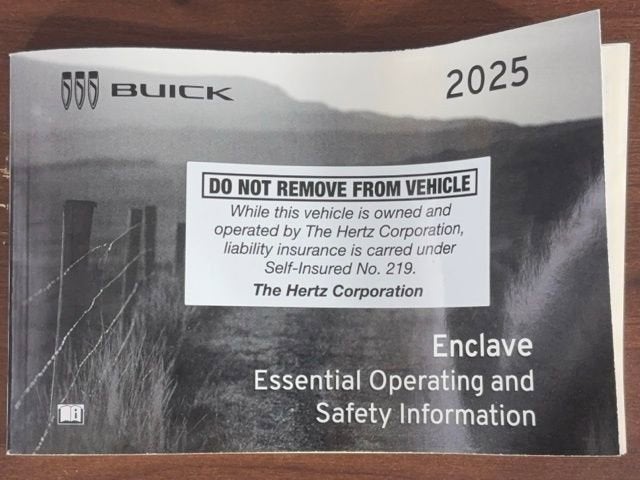 BUICK
2025
DO NOT REMOVE FROM VEHICLE
While this vehicle is owned and
operated by The Hertz Corporation,
liability insurance is carred under
Self-Insured No. 219.
The Hertz Corporation
Enclave
Essential Operating and
Safety Information